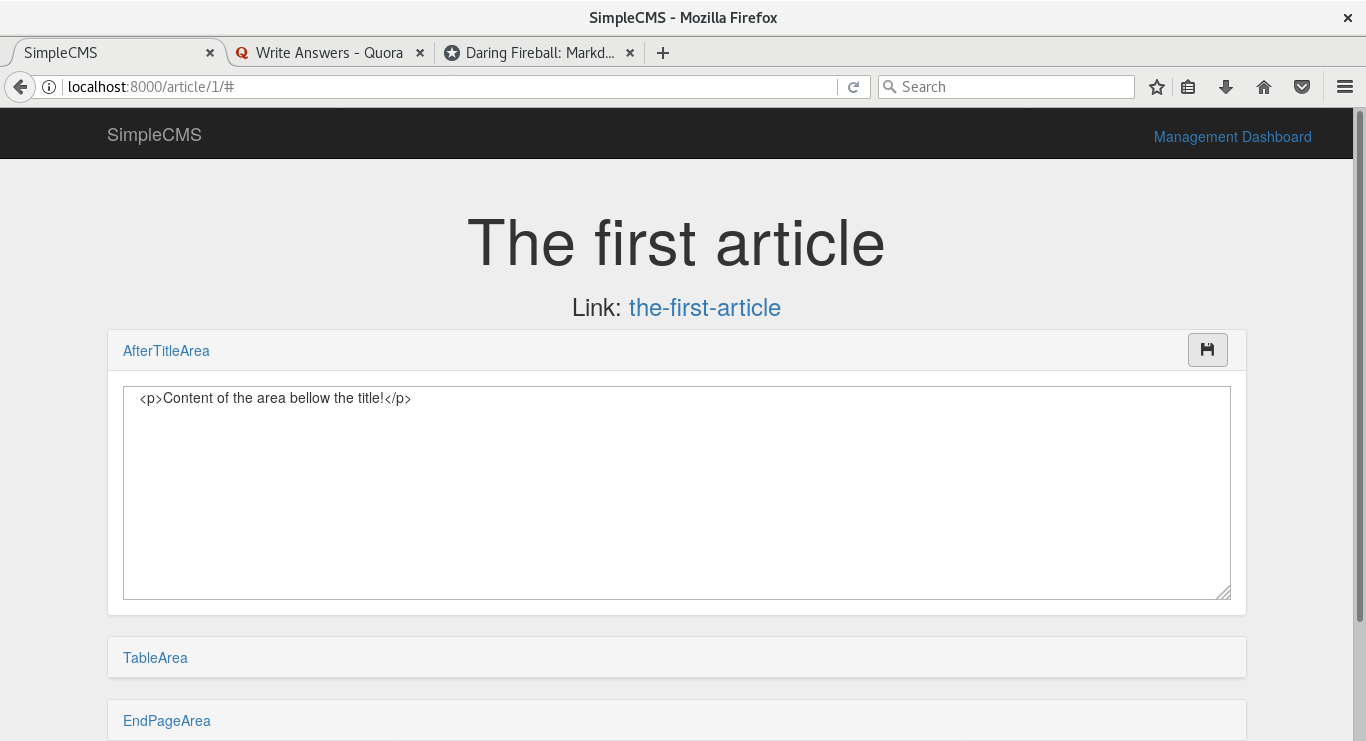 SimpleCMS - Mozilla Firefox
SimpleCMS
Write Answers - Quora
Daring Fireball: Markd...
localhost:8000/article/1/#
Search
SimpleCMS
Management Dashboard
The first article
Link: the-first-article
AfterTitleArea
<p>Content of the area bellow the title!</p>
TableArea
EndPageArea